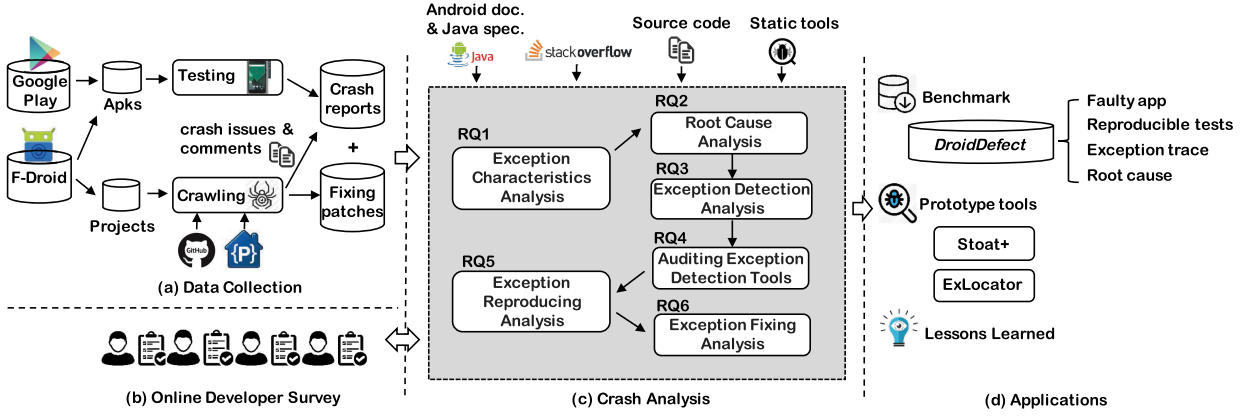 Google
Play
F-Droid
Apks
Projects
Testing
crash issues &
comments
Crawling
GitHub
{P}
Crash
reports
+
Fixing
patches
(a) Data Collection
(b) Online Developer Survey
Android doc.
& Java spec.
Java
stackoverflow
Source code
Static tools
RQ1
Exception
Characteristics
Analysis
RQ2
Root Cause
Analysis
RQ3
Exception Detection
Analysis
RQ4
Auditing Exception
Detection Tools
RQ5
Exception
Reproducing
Analysis
RQ6
Exception Fixing
Analysis
(c) Crash Analysis
Benchmark
DroidDefect
Faulty app
Reproducible tests
Exception trace
Root cause
Prototype tools
Stoat+
ExLocator
Lessons Learned
(d) Applications